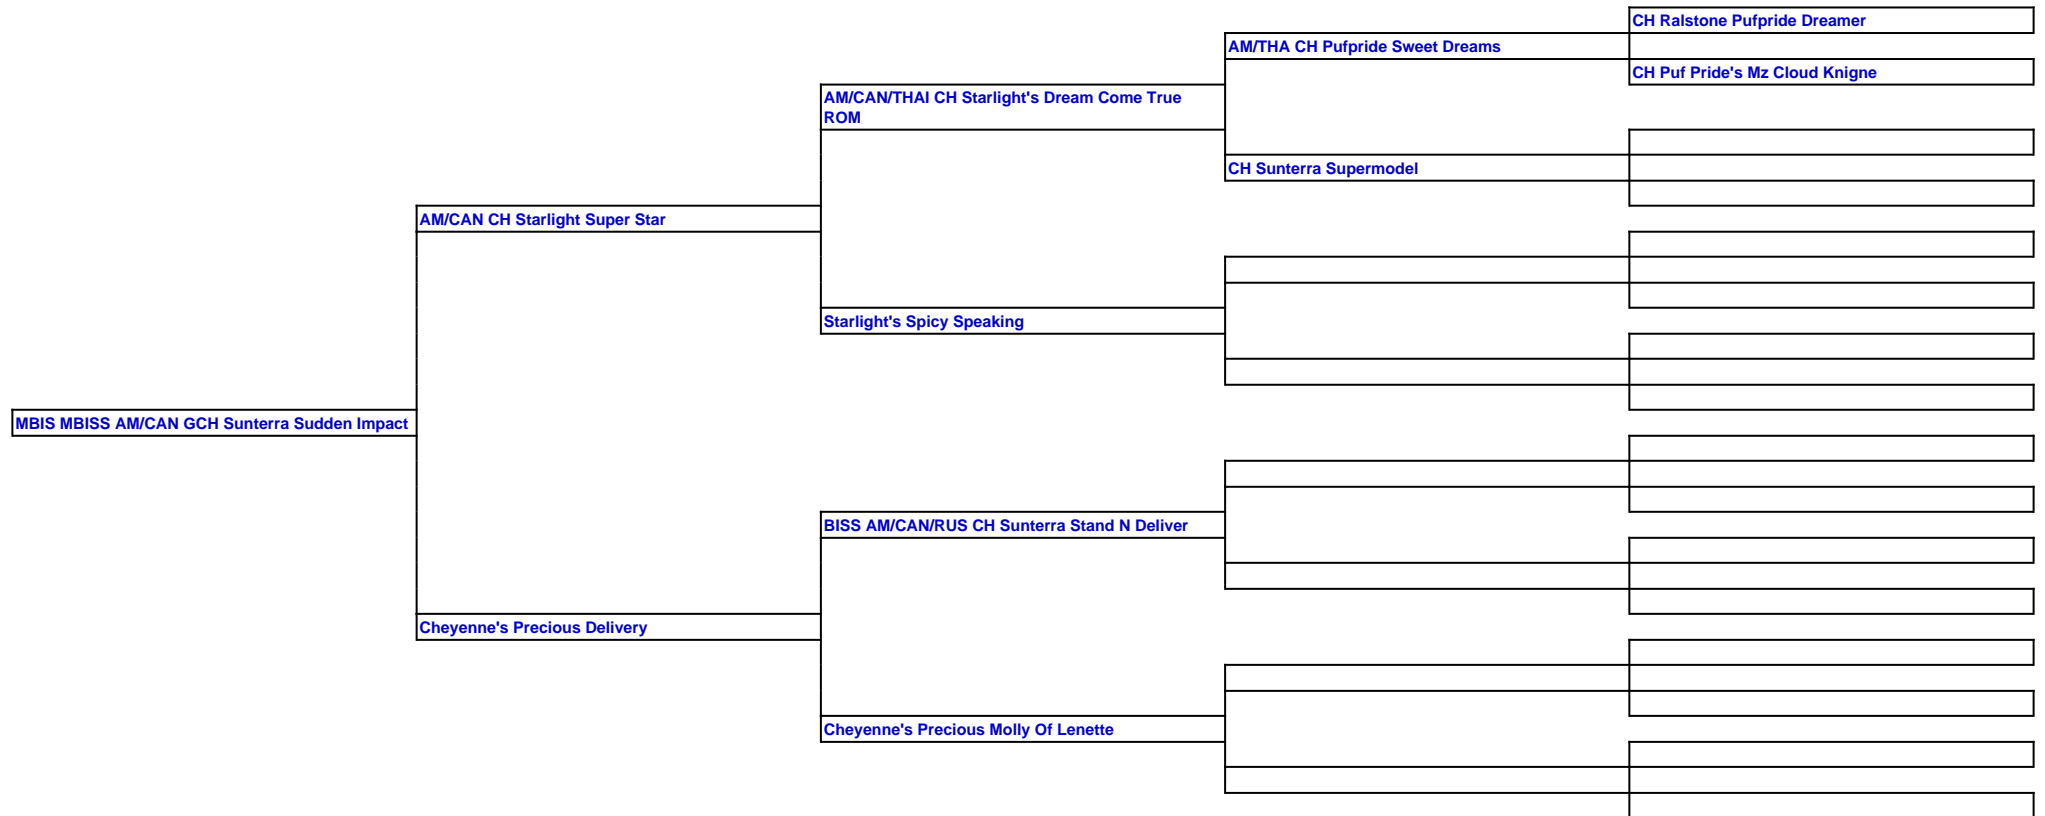 CH Ralstone Pufpride Dreamer
AM/THA CH Pufpride Sweet Dreams
CH Puf Pride's Mz Cloud Knigne
AM/CAN/THAI CH Starlight's Dream Come True
ROM
CH Sunterra Supermodel
AM/CAN CH Starlight Super Star
Starlight's Spicy Speaking
MBIS MBISS AM/CAN GCH Sunterra Sudden Impact
BISS AM/CAN/RUS CH Sunterra Stand N Deliver
Cheyenne's Precious Delivery
Cheyenne's Precious Molly Of Lenette